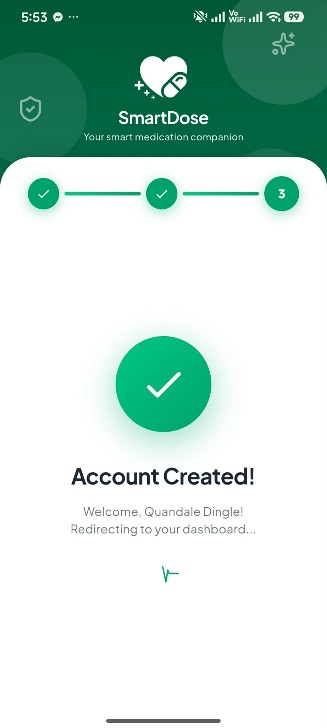 5:53
Vo
WiFi
99
SmartDose
Your smart medication companion
3
Account Created!
Welcome, Quandale Dingle!
Redirecting to your dashboard...